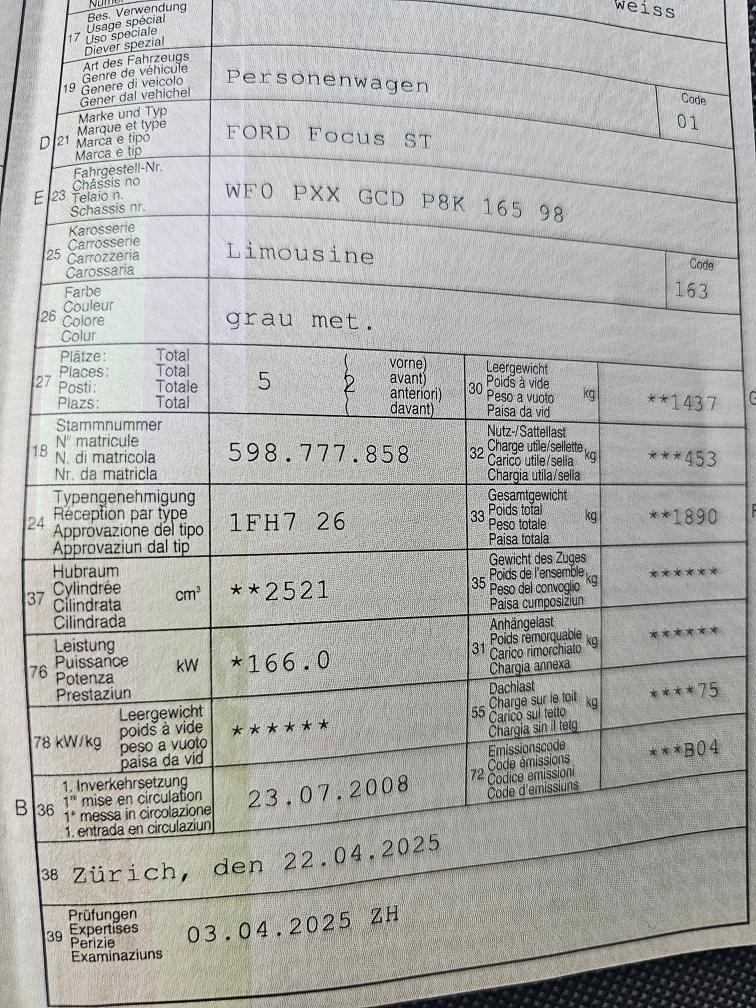 weiss
17 Bes. Verwendung
Usage spécial
Uso speciale
Diever spezial
19 Art des Fahrzeugs
Genre de véhicule
Genere di veicolo
Gener dal vehichel
Personenwagen
Code
01
D 21 Marke und Typ
Marque et type
Marca e tipo
Marca e tip
FORD Focus ST
E 23 Fahrgestell-Nr.
Châssis no
Telaio n.
Schassis nr.
WF0 PXX GCD P8K 165 98
25 Karosserie
Carrosserie
Carrozzeria
Carossaria
Limousine
Code
163
26 Farbe
Couleur
Colore
Colur
grau met.
27 Plätze: Total
Places: Total
Posti: Totale
Plazs: Total
5
2
vorne)
avant)
anteriori)
davant)
30 Leergewicht
Poids à vide
Peso a vuoto
Paisa da vid
kg
**1437
18 Stammnummer
N° matricule
N. di matricola
Nr. da matricla
598.777.858
32 Nutz-/Sattellast
Charge utile/sellette
Carico utile/sella
Chargia utila/sella
kg
***453
24 Typengenehmigung
Réception par type
Approvazione del tipo
Approvaziun dal tip
1FH7 26
33 Gesamtgewicht
Poids total
Peso totale
Paisa totala
kg
**1890
37 Hubraum
Cylindrée
Cilindrata
Cilindrada
cm³
**2521
35 Gewicht des Zuges
Poids de l'ensemble
Peso del convoglio
Paisa cumposiziun
kg
******
76 Leistung
Puissance
Potenza
Prestaziun
kW
*166.0
31 Anhängelast
Poids remorquable
Carico rimorchiato
Chargia annexa
kg
******
78 kW/kg
Leergewicht
poids à vide
peso a vuoto
paisa da vid
******
55 Dachlast
Charge sur le toit
Carico sul tetto
Chargia sin il tetg
kg
****75
B 36 1. Inverkehrsetzung
1re mise en circulation
1a messa in circolazione
1. entrada en circulaziun
23.07.2008
72 Emissionscode
Code émissions
Codice emissioni
Code d'emissiuns
***B04
38 Zürich, den 22.04.2025
39 Prüfungen
Expertises
Perizie
Examinaziuns
03.04.2025 ZH